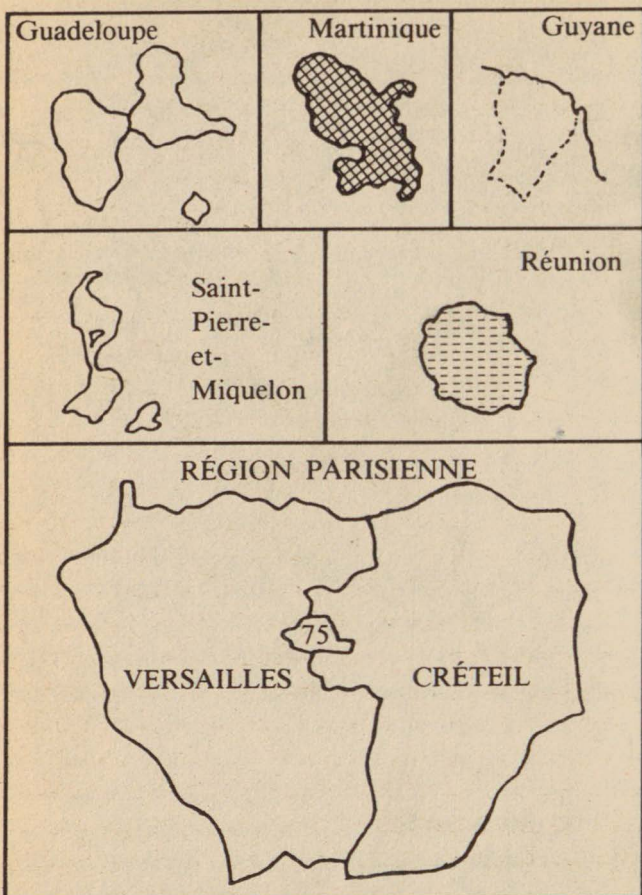 Guadeloupe
Martinique
Guyane
Saint-
Pierre-
et-
Miquelon
Réunion
RÉGION PARISIENNE
75
VERSAILLES
CRÉTEIL